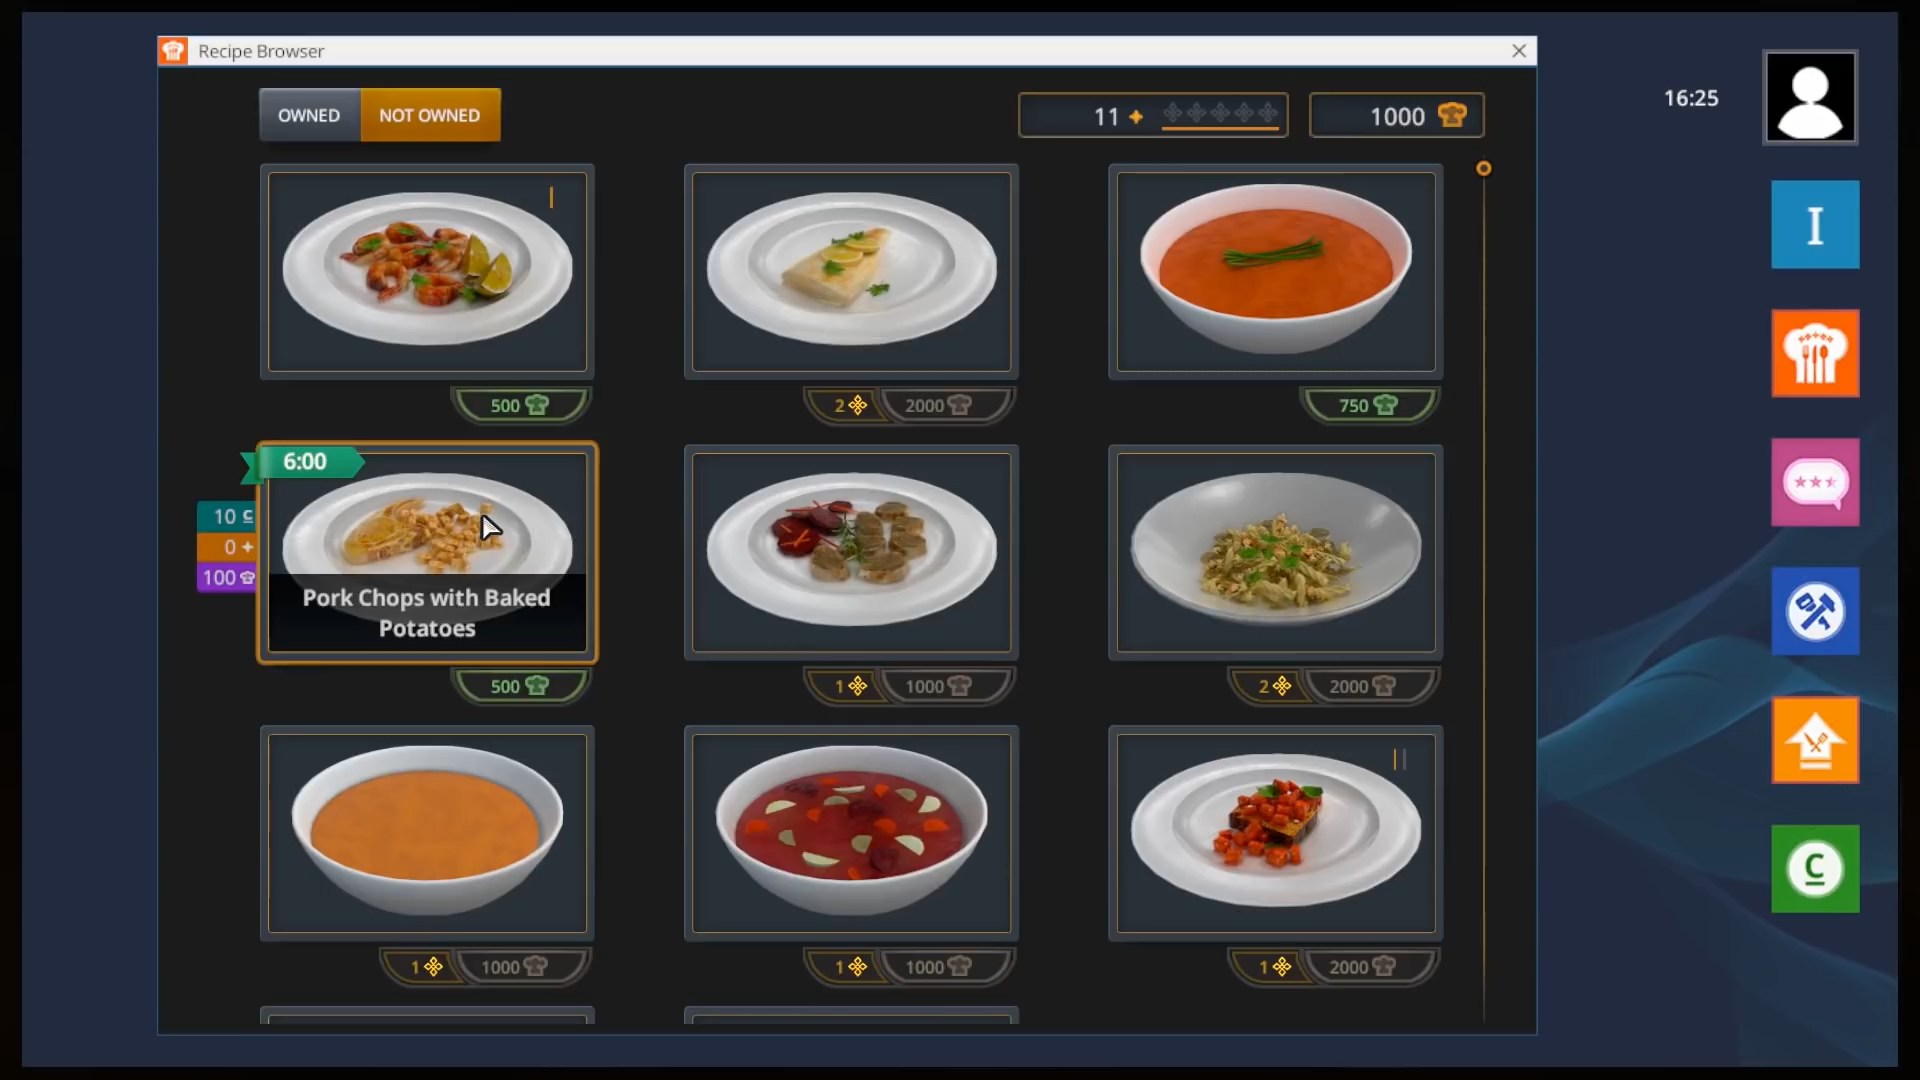 Recipe Browser
OWNED
NOT OWNED
11
1000
16:25
I
500
2 2000
750
6:00
10 C
0 +
100
Pork Chops with Baked
Potatoes
500
1 1000
2 2000
1 1000
1 1000
1 2000
C